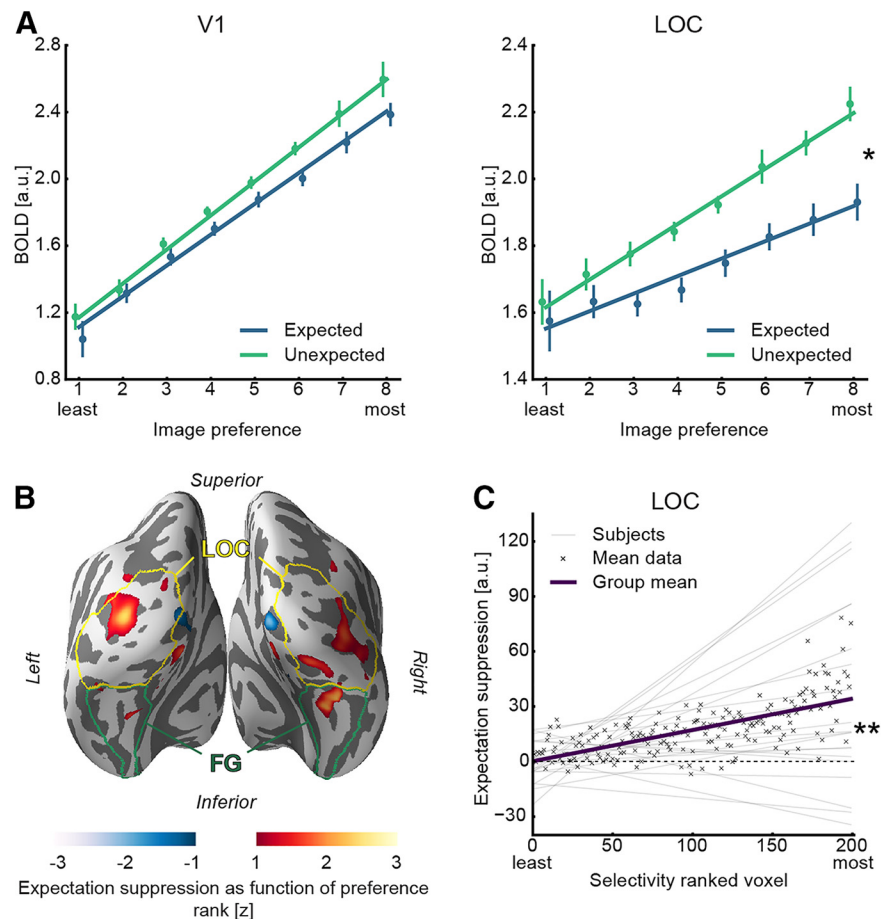 A
V1
LOC
2.8
2.4
2.0
1.6
1.2
0.8
BOLD [a.u.]
Expected
Unexpected
1 2 3 4 5 6 7 8
least most
Image preference
2.4
2.2
2.0
1.8
1.6
1.4
BOLD [a.u.]
*
Expected
Unexpected
1 2 3 4 5 6 7 8
least most
Image preference
B
Superior
LOC
Left
Right
FG
Inferior
-3 -2 -1 1 2 3
Expectation suppression as function of preference
rank [z]
C
LOC
120
90
60
30
0
−30
Expectation suppression [a.u.]
Subjects
Mean data
Group mean
**
0 50 100 150 200
least most
Selectivity ranked voxel